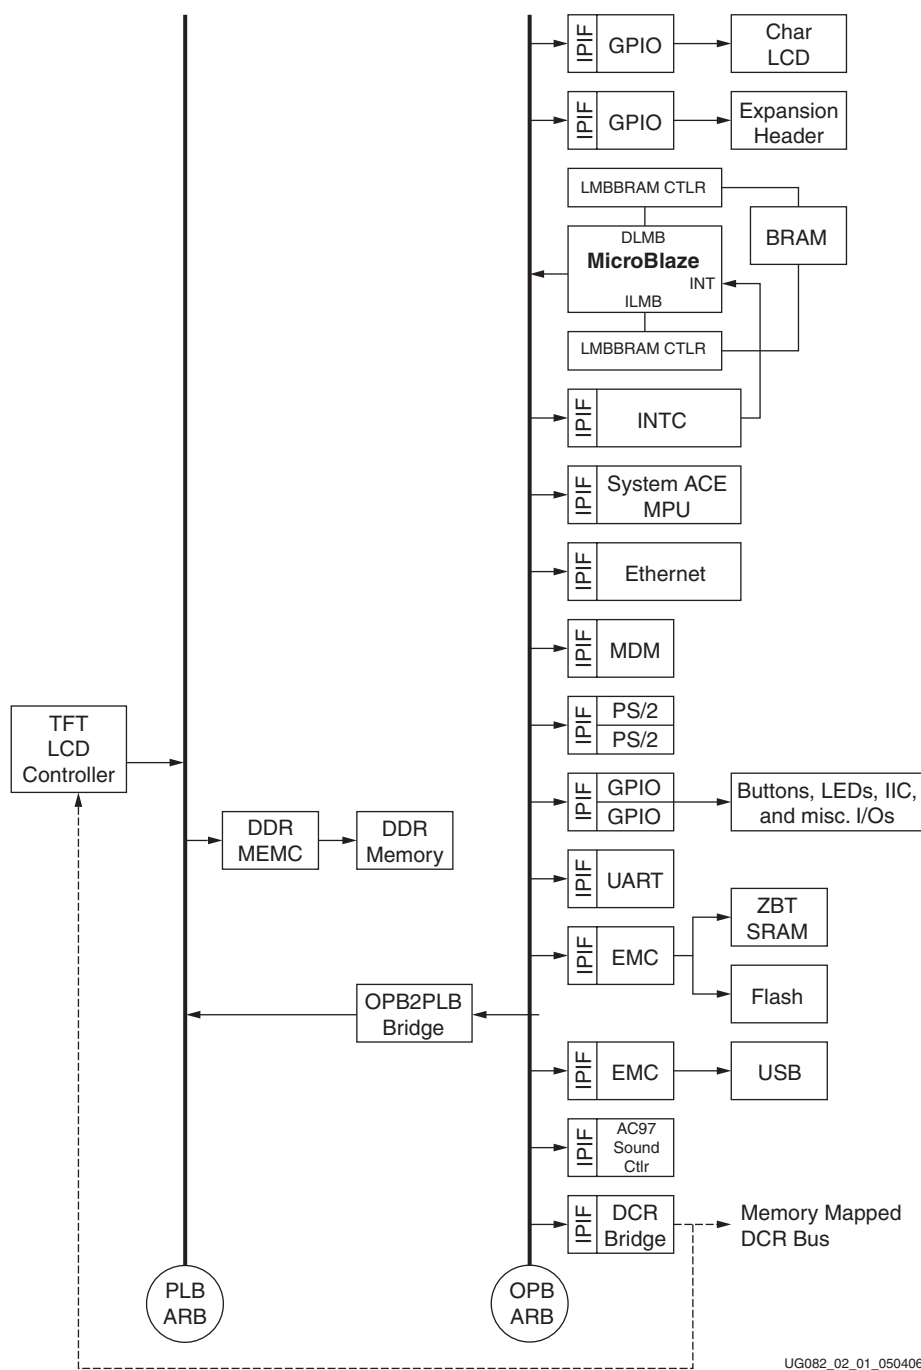 IPIF
GPIO
Char
LCD
IPIF
GPIO
Expansion
Header
LMBBRAM CTLR
DLMB
MicroBlaze
INT
ILMB
BRAM
LMBBRAM CTLR
IPIF
INTC
IPIF
System ACE
MPU
IPIF
Ethernet
IPIF
MDM
IPIF
PS/2
PS/2
TFT
LCD
Controller
IPIF
GPIO
GPIO
Buttons, LEDs, IIC,
and misc. I/Os
DDR
MEMC
DDR
Memory
IPIF
UART
IPIF
EMC
ZBT
SRAM
Flash
OPB2PLB
Bridge
IPIF
EMC
USB
IPIF
AC97
Sound
Ctlr
IPIF
DCR
Bridge
Memory Mapped
DCR Bus
PLB
ARB
OPB
ARB
UG082_02_01_050406